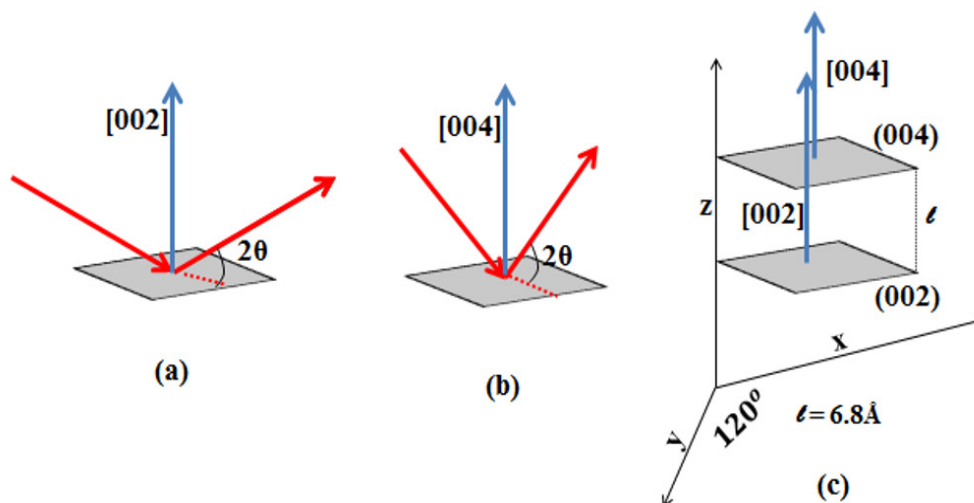 [002]
2θ
(a)
[004]
2θ
(b)
[004]
(004)
z
[002]
ℓ
(002)
x
y
120°
ℓ = 6.8Å
(c)